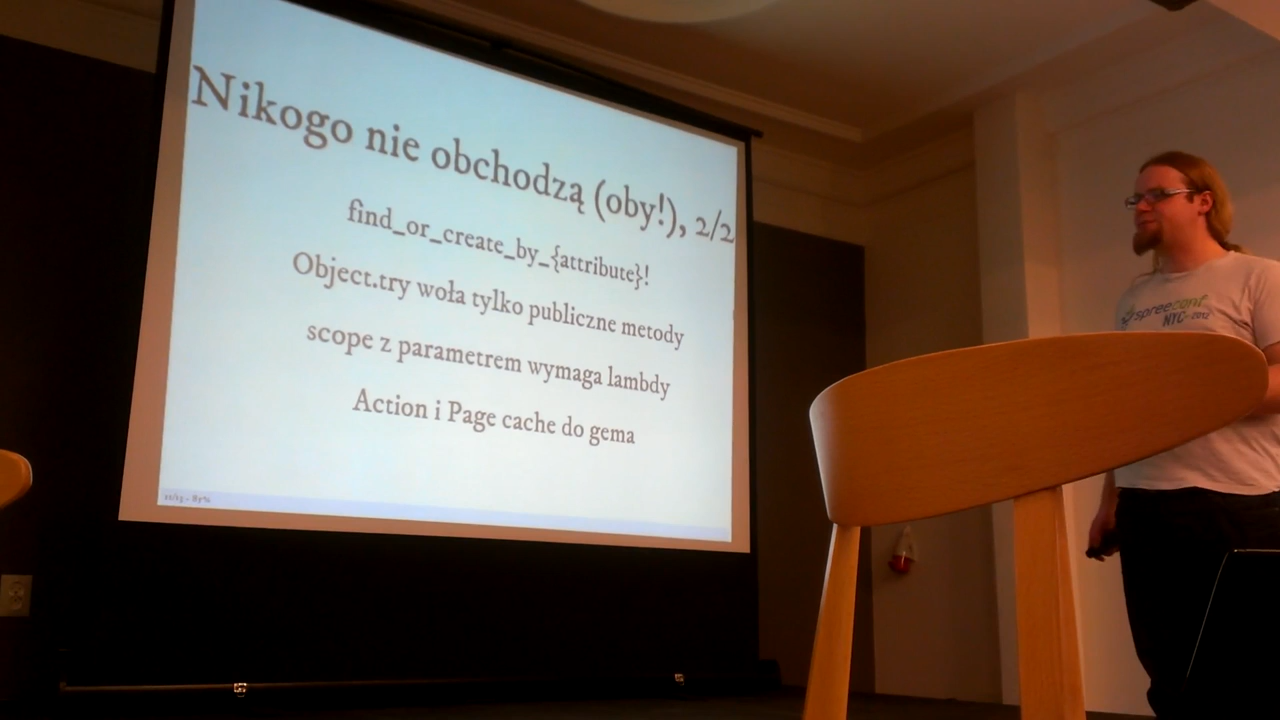 Nikogo nie obchodzą (oby!), 2/2
find_or_create_by_{attribute}!
Object.try woła tylko publiczne metody
scope z parametrem wymaga lambdy
Action i Page cache do gema
spreeconf
NYC 2012